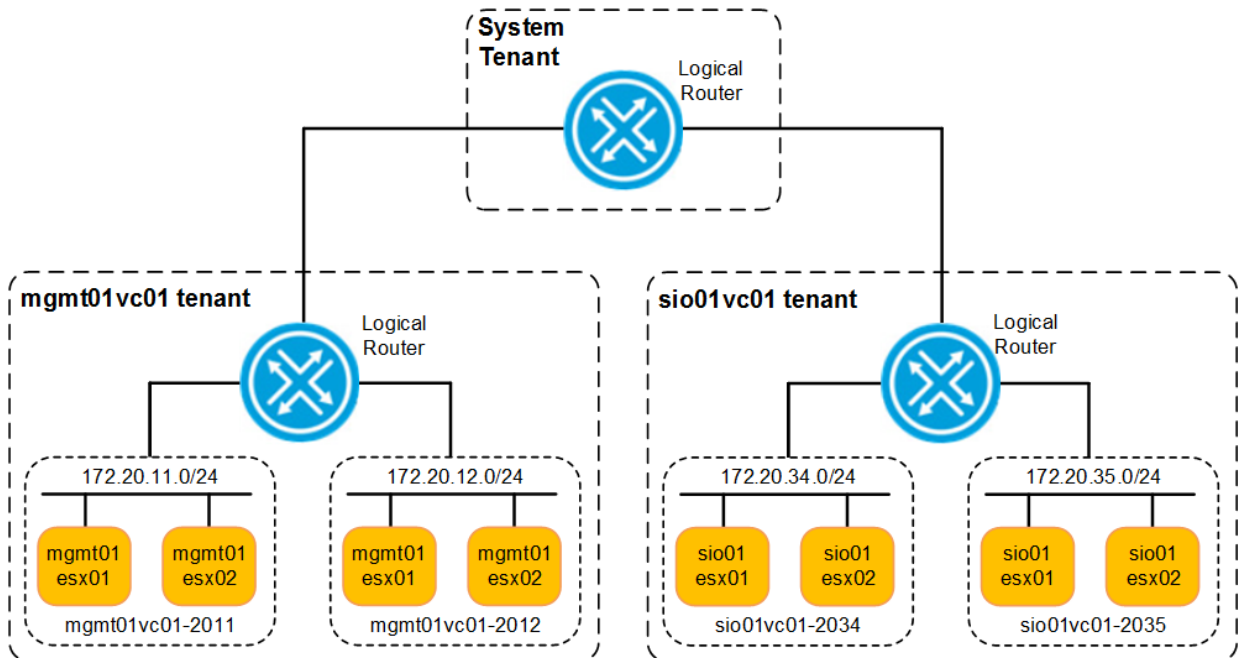 System
Tenant
Logical
Router
mgmt01vc01 tenant
Logical
Router
172.20.11.0/24
mgmt01
esx01
mgmt01
esx02
mgmt01vc01-2011
172.20.12.0/24
mgmt01
esx01
mgmt01
esx02
mgmt01vc01-2012
sio01vc01 tenant
Logical
Router
172.20.34.0/24
sio01
esx01
sio01
esx02
sio01vc01-2034
172.20.35.0/24
sio01
esx01
sio01
esx02
sio01vc01-2035